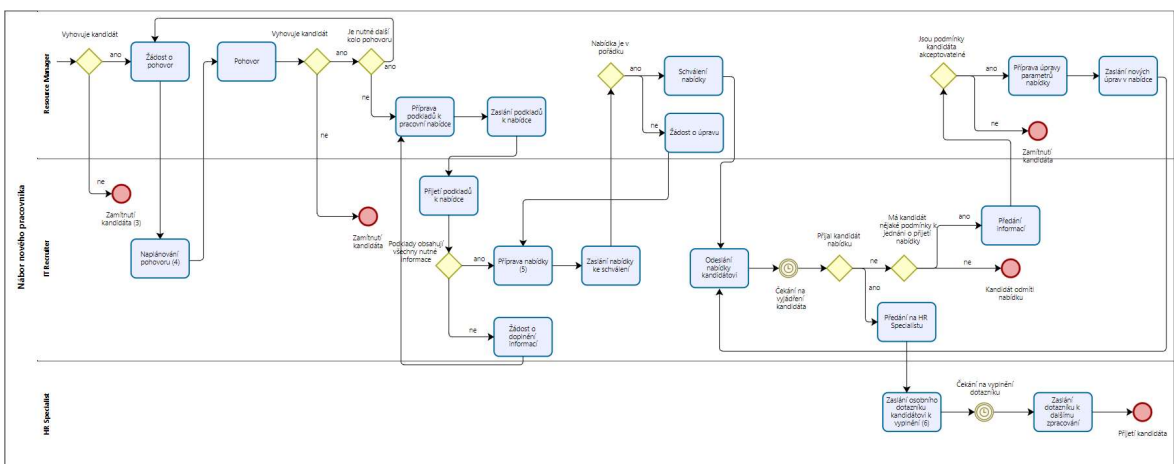 Nábor nového pracovníka
Resource Manager
Vyhovuje kandidát
ano
ne
Žádost o
pohovor
Pohovor
Vyhovuje kandidát
ano
ne
Je nutné další
kolo pohovoru
ano
ne
Příprava
podkladů k
pracovní nabídce
Zaslání podkladů
k nabídce
Nabídka je v
pořádku
ano
ne
Schválení
nabídky
Žádost o úpravu
Jsou podmínky
kandidáta
akceptovatelné
ano
ne
Příprava úpravy
parametrů
nabídky
Zaslání nových
úprav v nabídce
Zamítnutí
kandidáta
IT Recruiter
Zamítnutí
kandidáta (3)
Naplánování
pohovoru (4)
Zamítnutí
kandidáta
Přijetí podkladů
k nabídce
Podklady obsahují
všechny nutné
informace
ano
ne
Příprava nabídky
(5)
Zaslání nabídky
ke schválení
Žádost o
doplnění
informací
Odeslání
nabídky
kandidátovi
Čekání na
vyjádření
kandidáta
Přijal kandidát
nabídku
ne
ano
Má kandidát
nějaké podmínky k
jednání o přijetí
nabídky
ano
ne
Předání
informací
Kandidát odmítl
nabídku
Předání na HR
Specialistu
HR Specialist
Zaslání osobního
dotazníku
kandidátovi k
vyplnění (6)
Čekání na vyplnění
dotazníku
Zaslání
dotazníku k
dalšímu
zpracování
Přijetí kandidáta